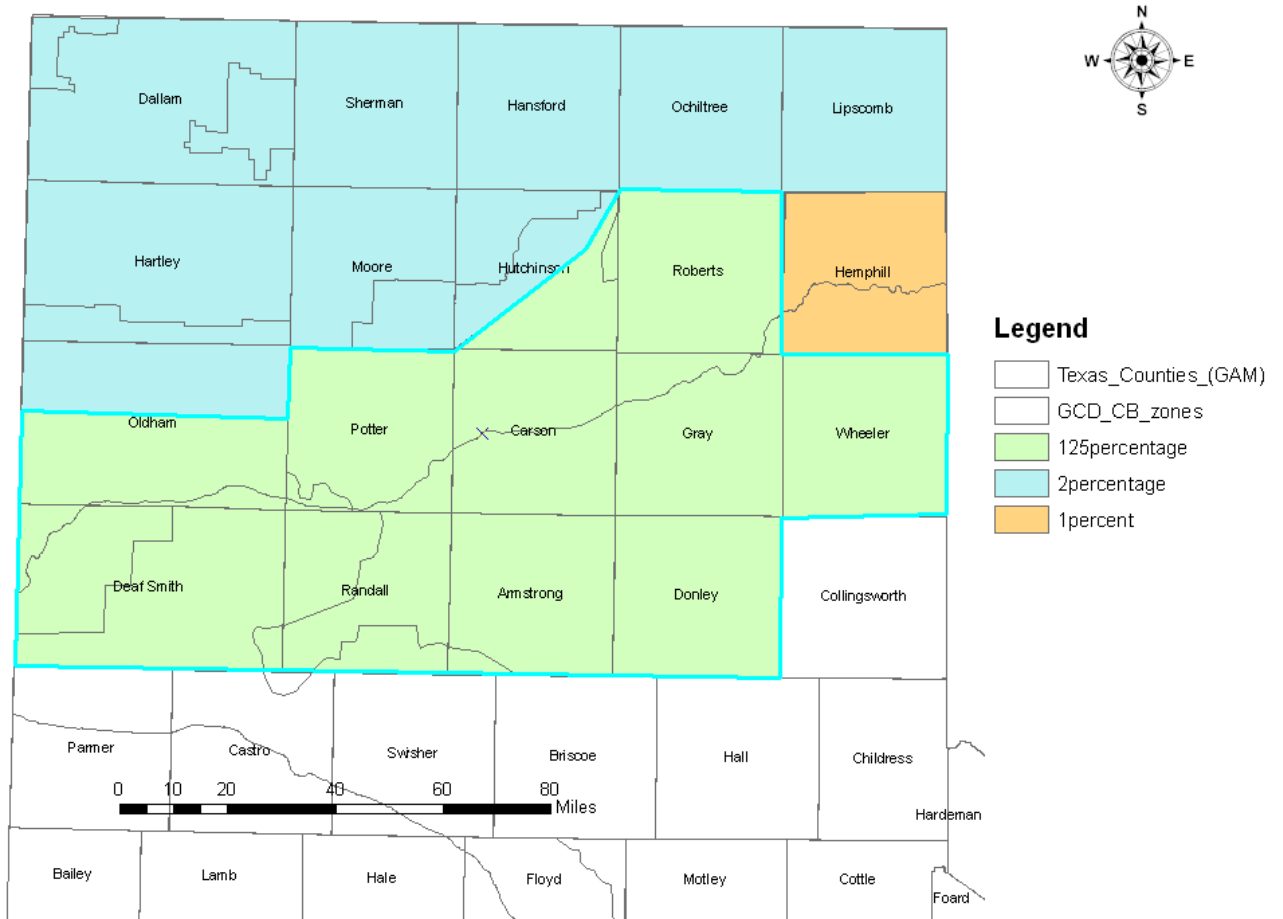 N
W E
S
Dallam
Sherman
Hansford
Ochiltree
Lipscomb
Hartley
Moore
Hutchinson
Roberts
Hemphill
Oldham
Potter
Carson
Gray
Wheeler
Deaf Smith
Randall
Armstrong
Donley
Collingsworth
Parmer
Castro
Swisher
Briscoe
Hall
Childress
0 10 20 40 60 80
Miles
Hardeman
Bailey
Lamb
Hale
Floyd
Motley
Cottle
Foard
Legend
Texas_Counties_(GAM)
GCD_CB_zones
125percentage
2percentage
1percent